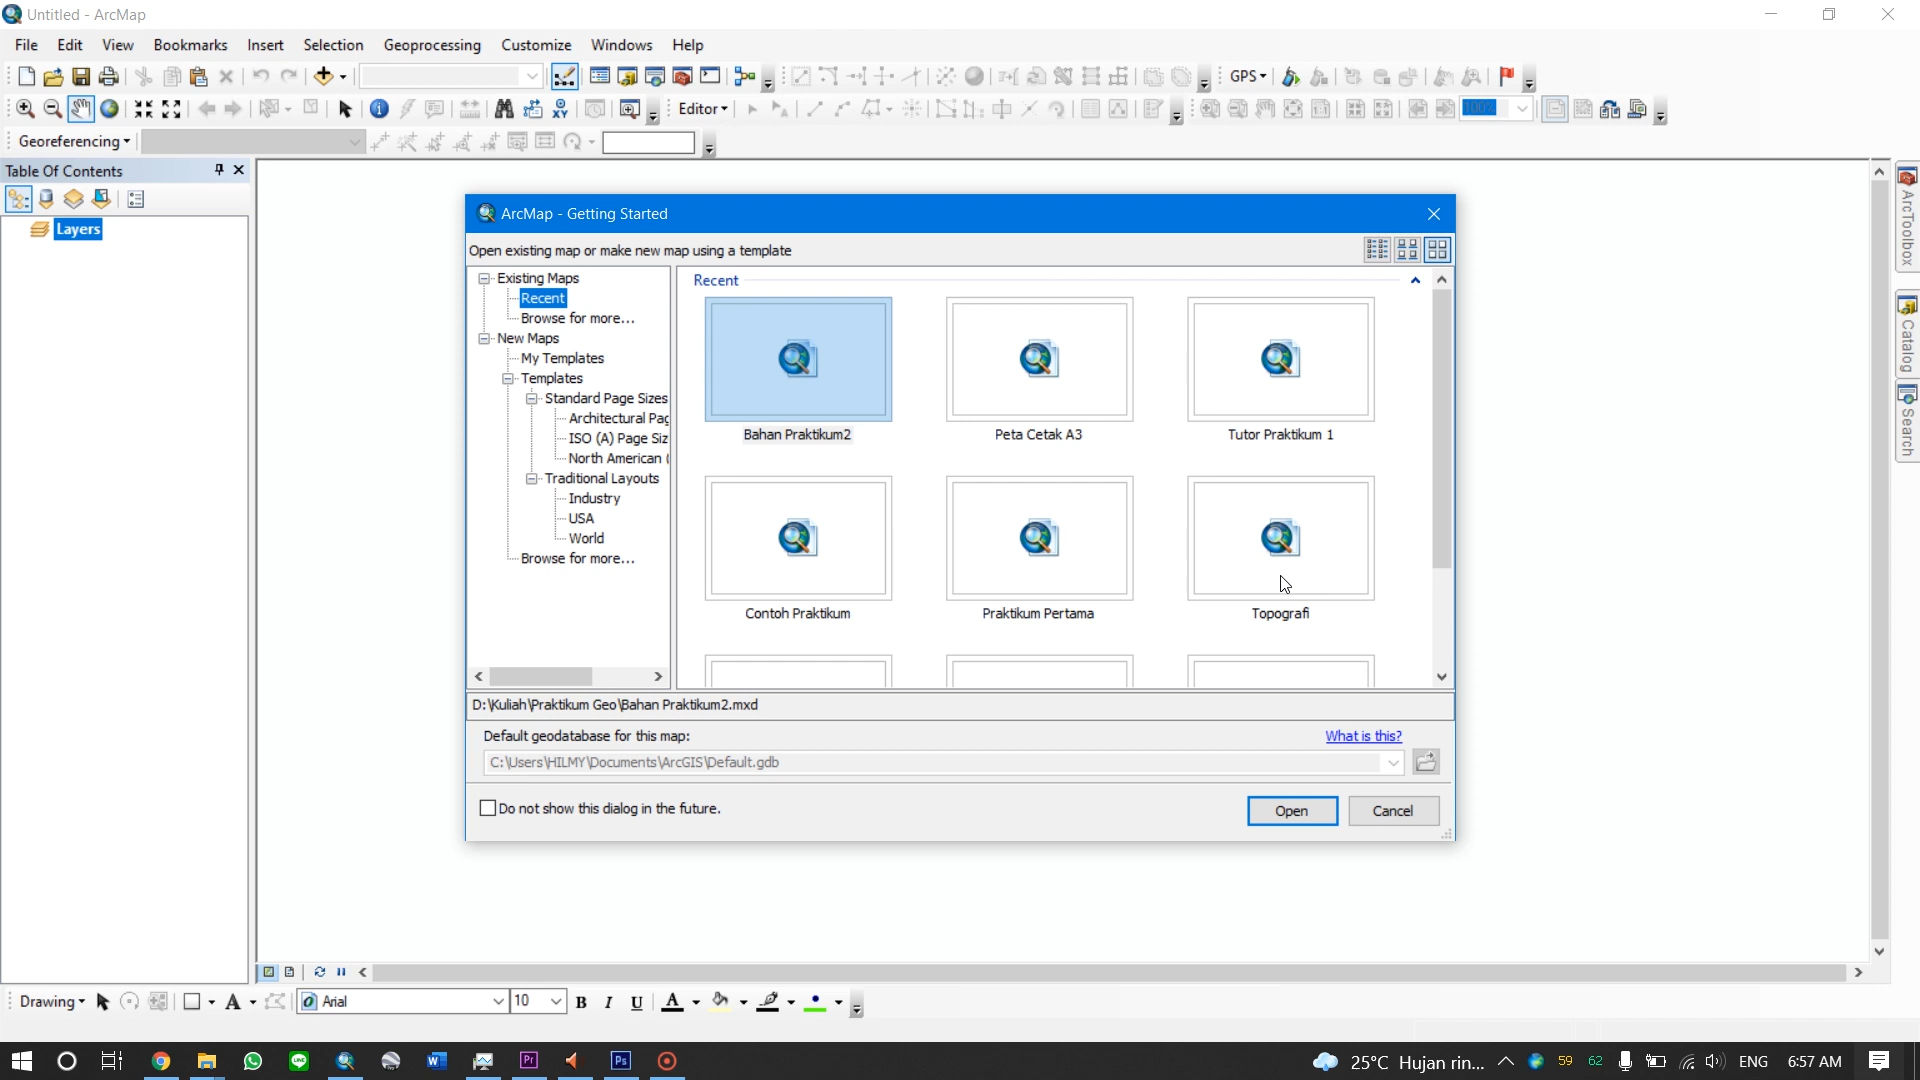 Untitled - ArcMap
File Edit View Bookmarks Insert Selection Geoprocessing Customize Windows Help
GPS
Editor 100%
Georeferencing
Table Of Contents
Layers
ArcToolbox
Catalog
Search
ArcMap - Getting Started
Open existing map or make new map using a template
Existing Maps
Recent
Browse for more...
New Maps
My Templates
Templates
Standard Page Sizes
Architectural Pag
ISO (A) Page Siz
North American (
Traditional Layouts
Industry
USA
World
Browse for more...
Recent
Bahan Praktikum2 Peta Cetak A3 Tutor Praktikum 1
Contoh Praktikum Praktikum Pertama Topografi
D:\Kuliah\Praktikum Geo\Bahan Praktikum2.mxd
Default geodatabase for this map: What is this?
C:\Users\HILMY\Documents\ArcGIS\Default.gdb
Do not show this dialog in the future.
Open Cancel
Drawing A Arial 10 B I U A
25°C Hujan rin... 59 62 ENG 6:57 AM